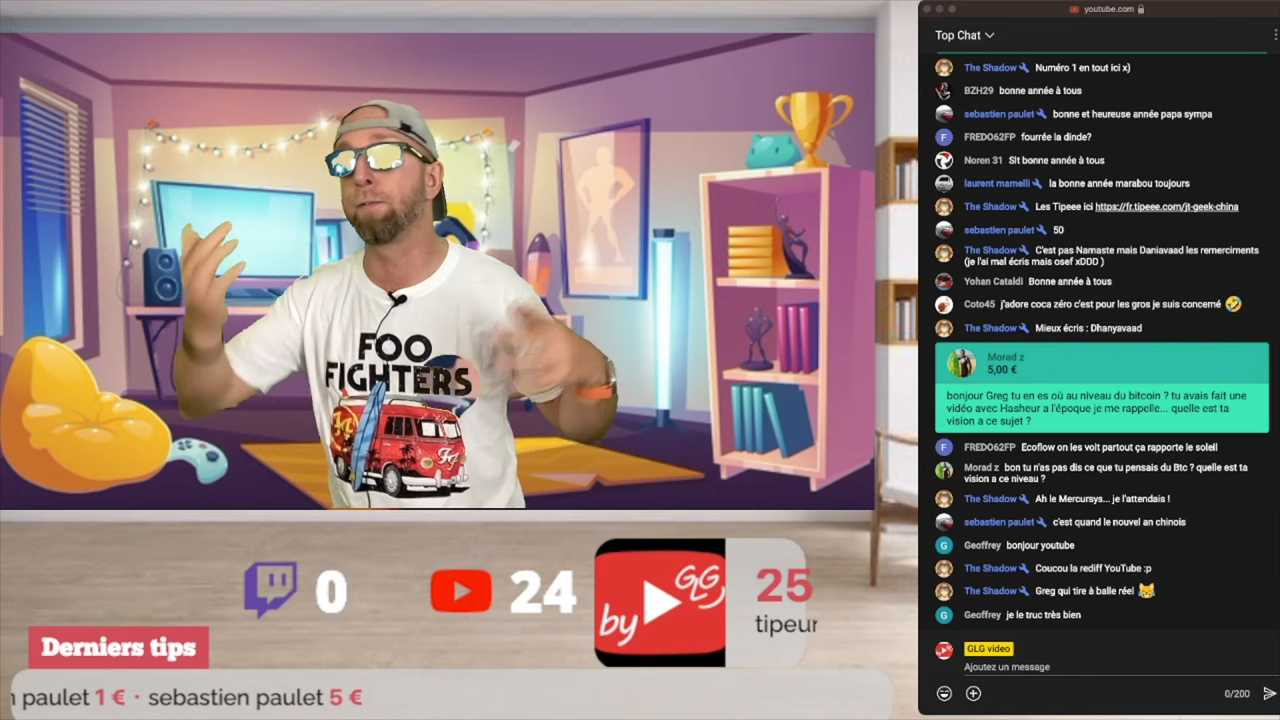 youtube.com
Top Chat
The Shadow Numéro 1 en tout ici x)
BZH29 bonne année à tous
sebastien paulet bonne et heureuse année papa sympa
F FREDO62FP fourrée la dinde?
Noren 31 Slt bonne année à tous
laurent mamelli la bonne année marabou toujours
The Shadow Les Tipeee ici https://fr.tipeee.com/jt-geek-china
sebastien paulet 50
The Shadow C'est pas Namaste mais Daniavaad les remerciments
(je l'ai mal écris mais osef xDDD )
Yohan Cataldi Bonne année à tous
Coto45 j'adore coca zéro c'est pour les gros je suis concerné 🤣
The Shadow Mieux écris : Dhanyavaad
Morad z
5,00 €
bonjour Greg tu en es où au niveau du bitcoin ? tu avais fait une
vidéo avec Hasheur a l'époque je me rappelle... quelle est ta
vision a ce sujet ?
F FREDO62FP Ecoflow on les voit partout ça rapporte le soleil
Morad z bon tu n'as pas dis ce que tu pensais du Btc ? quelle est ta
vision a ce niveau ?
The Shadow Ah le Mercursys... je l'attendais !
sebastien paulet c'est quand le nouvel an chinois
G Geoffrey bonjour youtube
The Shadow Coucou la rediff YouTube :p
The Shadow Greg qui tire à balle réel 😺
G Geoffrey je le truc très bien
GLG video
Ajoutez un message
0/200
FOO
FIGHTERS
0
24
by GLG
25
tipeur
Derniers tips
paulet 1 € · sebastien paulet 5 €